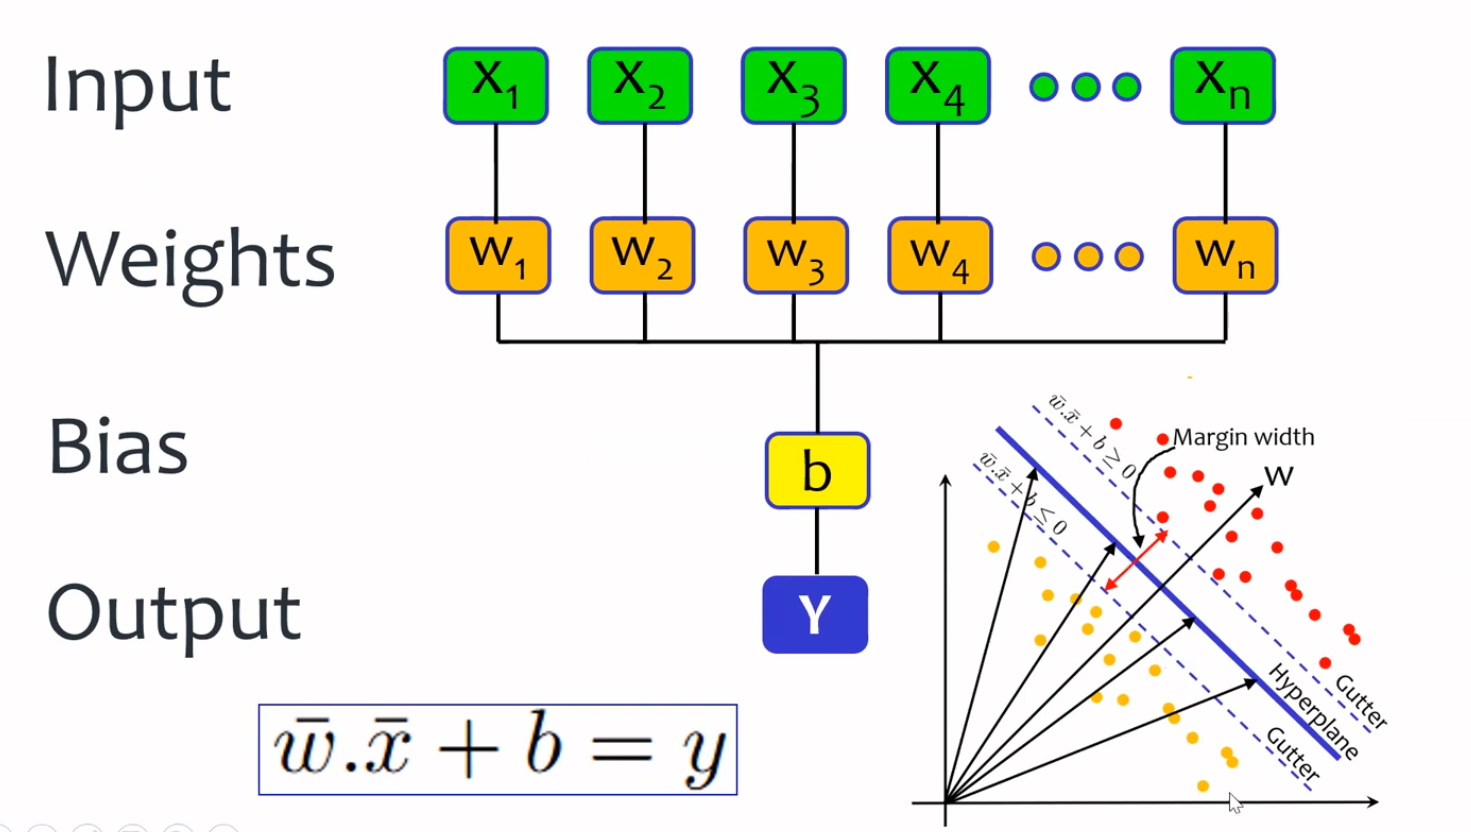 Input
x₁ x₂ x₃ x₄ xₙ
Weights
w₁ w₂ w₃ w₄ wₙ
Bias
b
Output
Y
w̄.x̄ + b = y
w̄.x̄ + b ≥ 0
w̄.x̄ + b ≤ 0
Margin width
w
Hyperplane
Gutter
Gutter